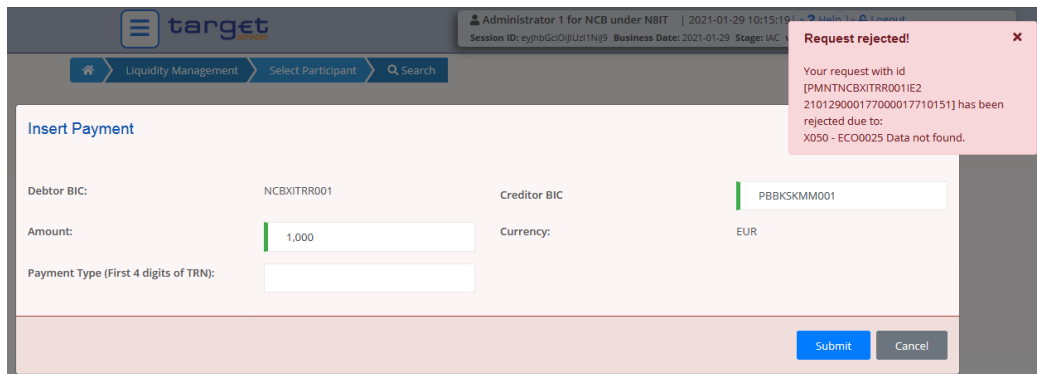 target
services
Administrator 1 for NCB under N8IT | 2021-01-29 10:15:19 | » ? Help | » Logout
Session ID: eyJhbGciOiJIUzI1NiJ9 Business Date: 2021-01-29 Stage: IAC
Liquidity Management
Select Participant
Search
Request rejected!
×
Your request with id
[PMNTNCBXITRR001IE2
210129000177000017710151] has been
rejected due to:
X050 - ECO0025 Data not found.
Insert Payment
Debtor BIC: NCBXITRR001 Creditor BIC PBBKSKMM001
Amount: 1,000 Currency: EUR
Payment Type (First 4 digits of TRN):
Submit Cancel